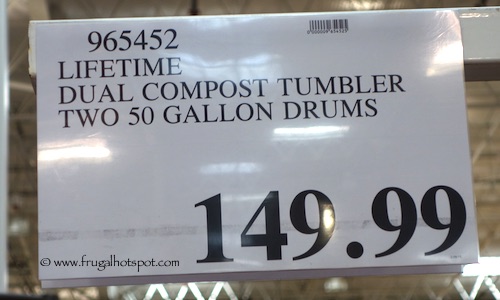 965452
LIFETIME
DUAL COMPOST TUMBLER
TWO 50 GALLON DRUMS
149.99
© www.frugalhotspot.com